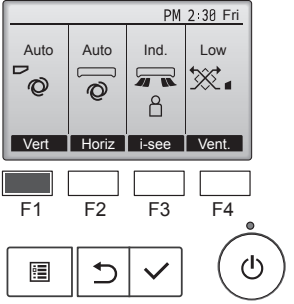 PM 2:30 Fri
Auto Auto Ind. Low
Vert Horiz i-see Vent.
F1 F2 F3 F4